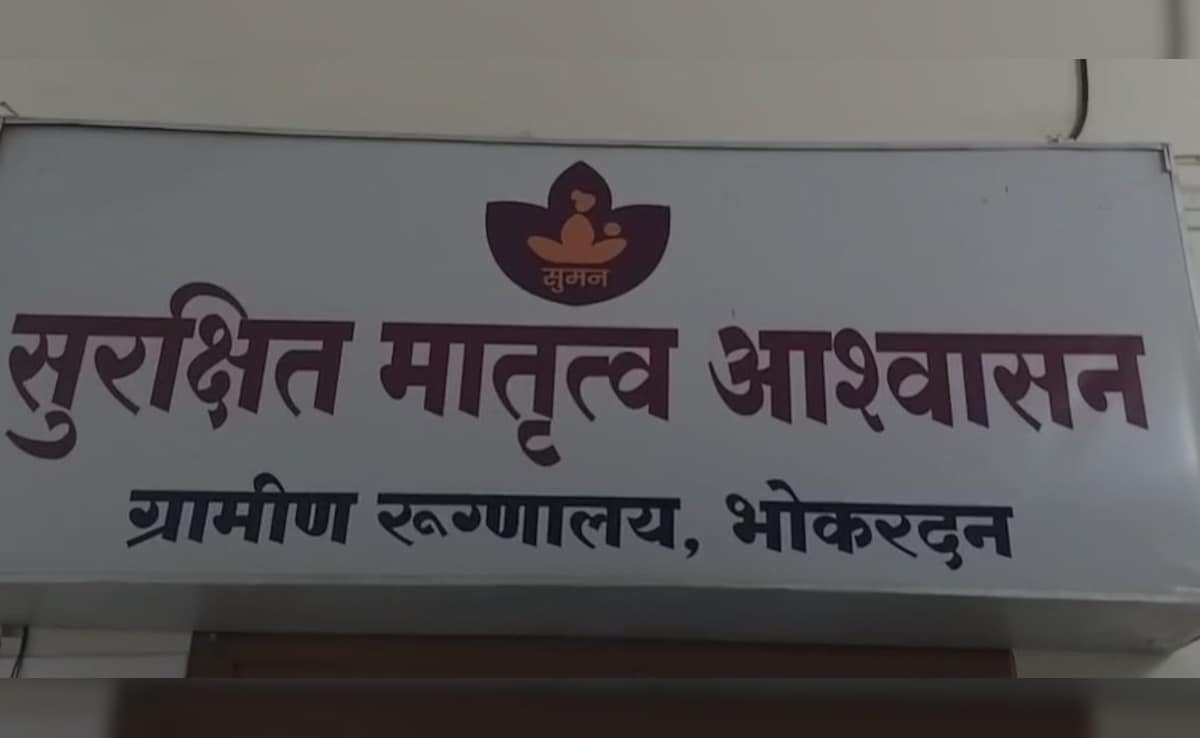 सुमन
सुरक्षित मातृत्व आश्वासन
ग्रामीण रूग्णालय, भोकरदन